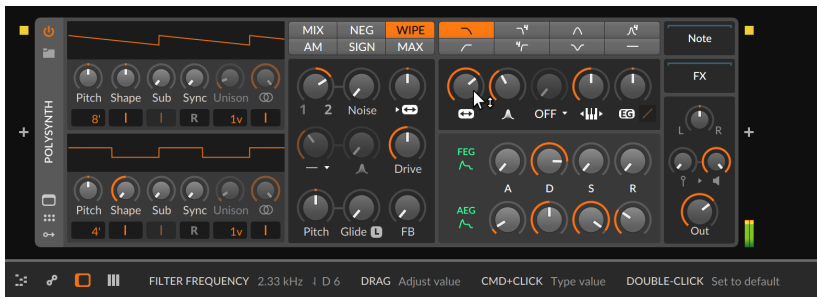 POLYSYNTH
Pitch Shape Sub Sync Unison
8' R 1v
Pitch Shape Sub Sync Unison
4' R 1v
MIX NEG WIPE
AM SIGN MAX
1 2 Noise
Drive
Pitch Glide L FB
4
4
OFF EG
FEG
A D S R
AEG
Note
FX
L R
Out
FILTER FREQUENCY 2.33 kHz D 6 DRAG Adjust value CMD+CLICK Type value DOUBLE-CLICK Set to default